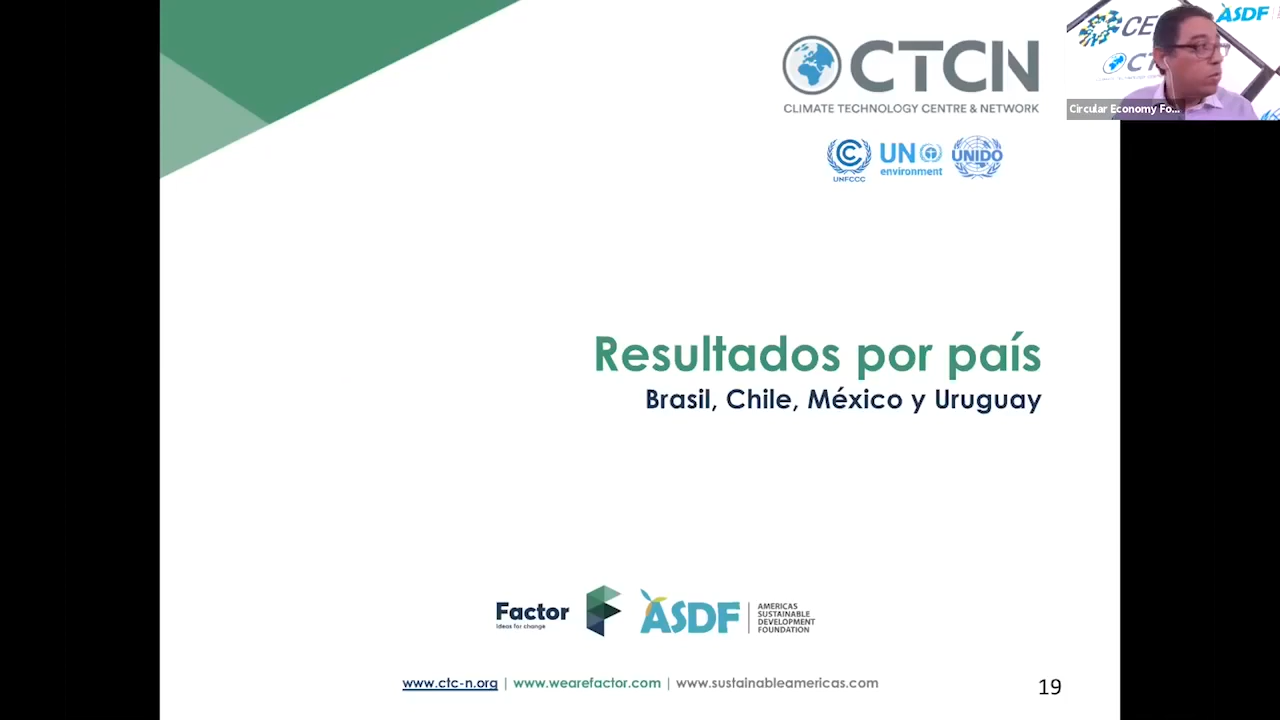 CTCN
CLIMATE TECHNOLOGY CENTRE & NETWORK
UNFCCC
UN
environment
UNIDO
ASDF
Circular Economy Fo...
Resultados por país
Brasil, Chile, México y Uruguay
Factor
Ideas for change
ASDF
AMERICAS
SUSTAINABLE
DEVELOPMENT
FOUNDATION
www.ctc-n.org | www.wearefactor.com | www.sustainableamericas.com
19